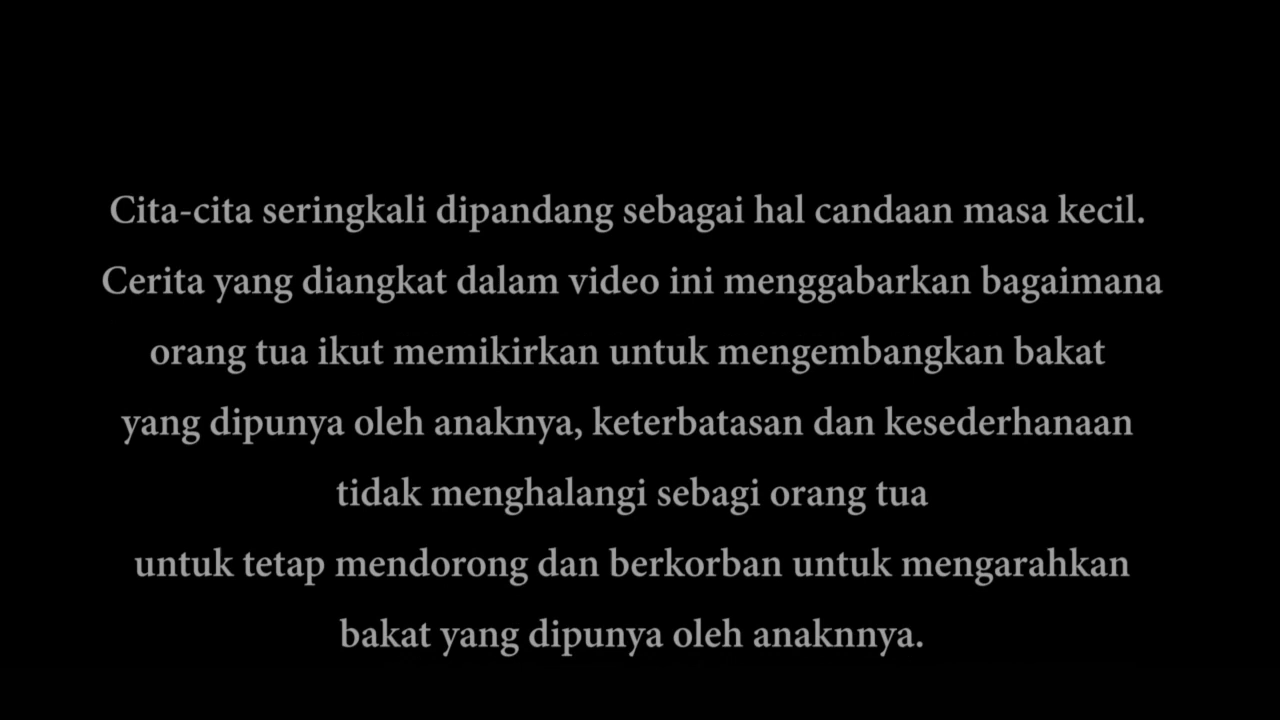 Cita-cita seringkali dipandang sebagai hal candaan masa kecil.
Cerita yang diangkat dalam video ini menggabarkan bagaimana
orang tua ikut memikirkan untuk mengembangkan bakat
yang dipunya oleh anaknya, keterbatasan dan kesederhanaan
tidak menghalangi sebagi orang tua
untuk tetap mendorong dan berkorban untuk mengarahkan
bakat yang dipunya oleh anaknnya.